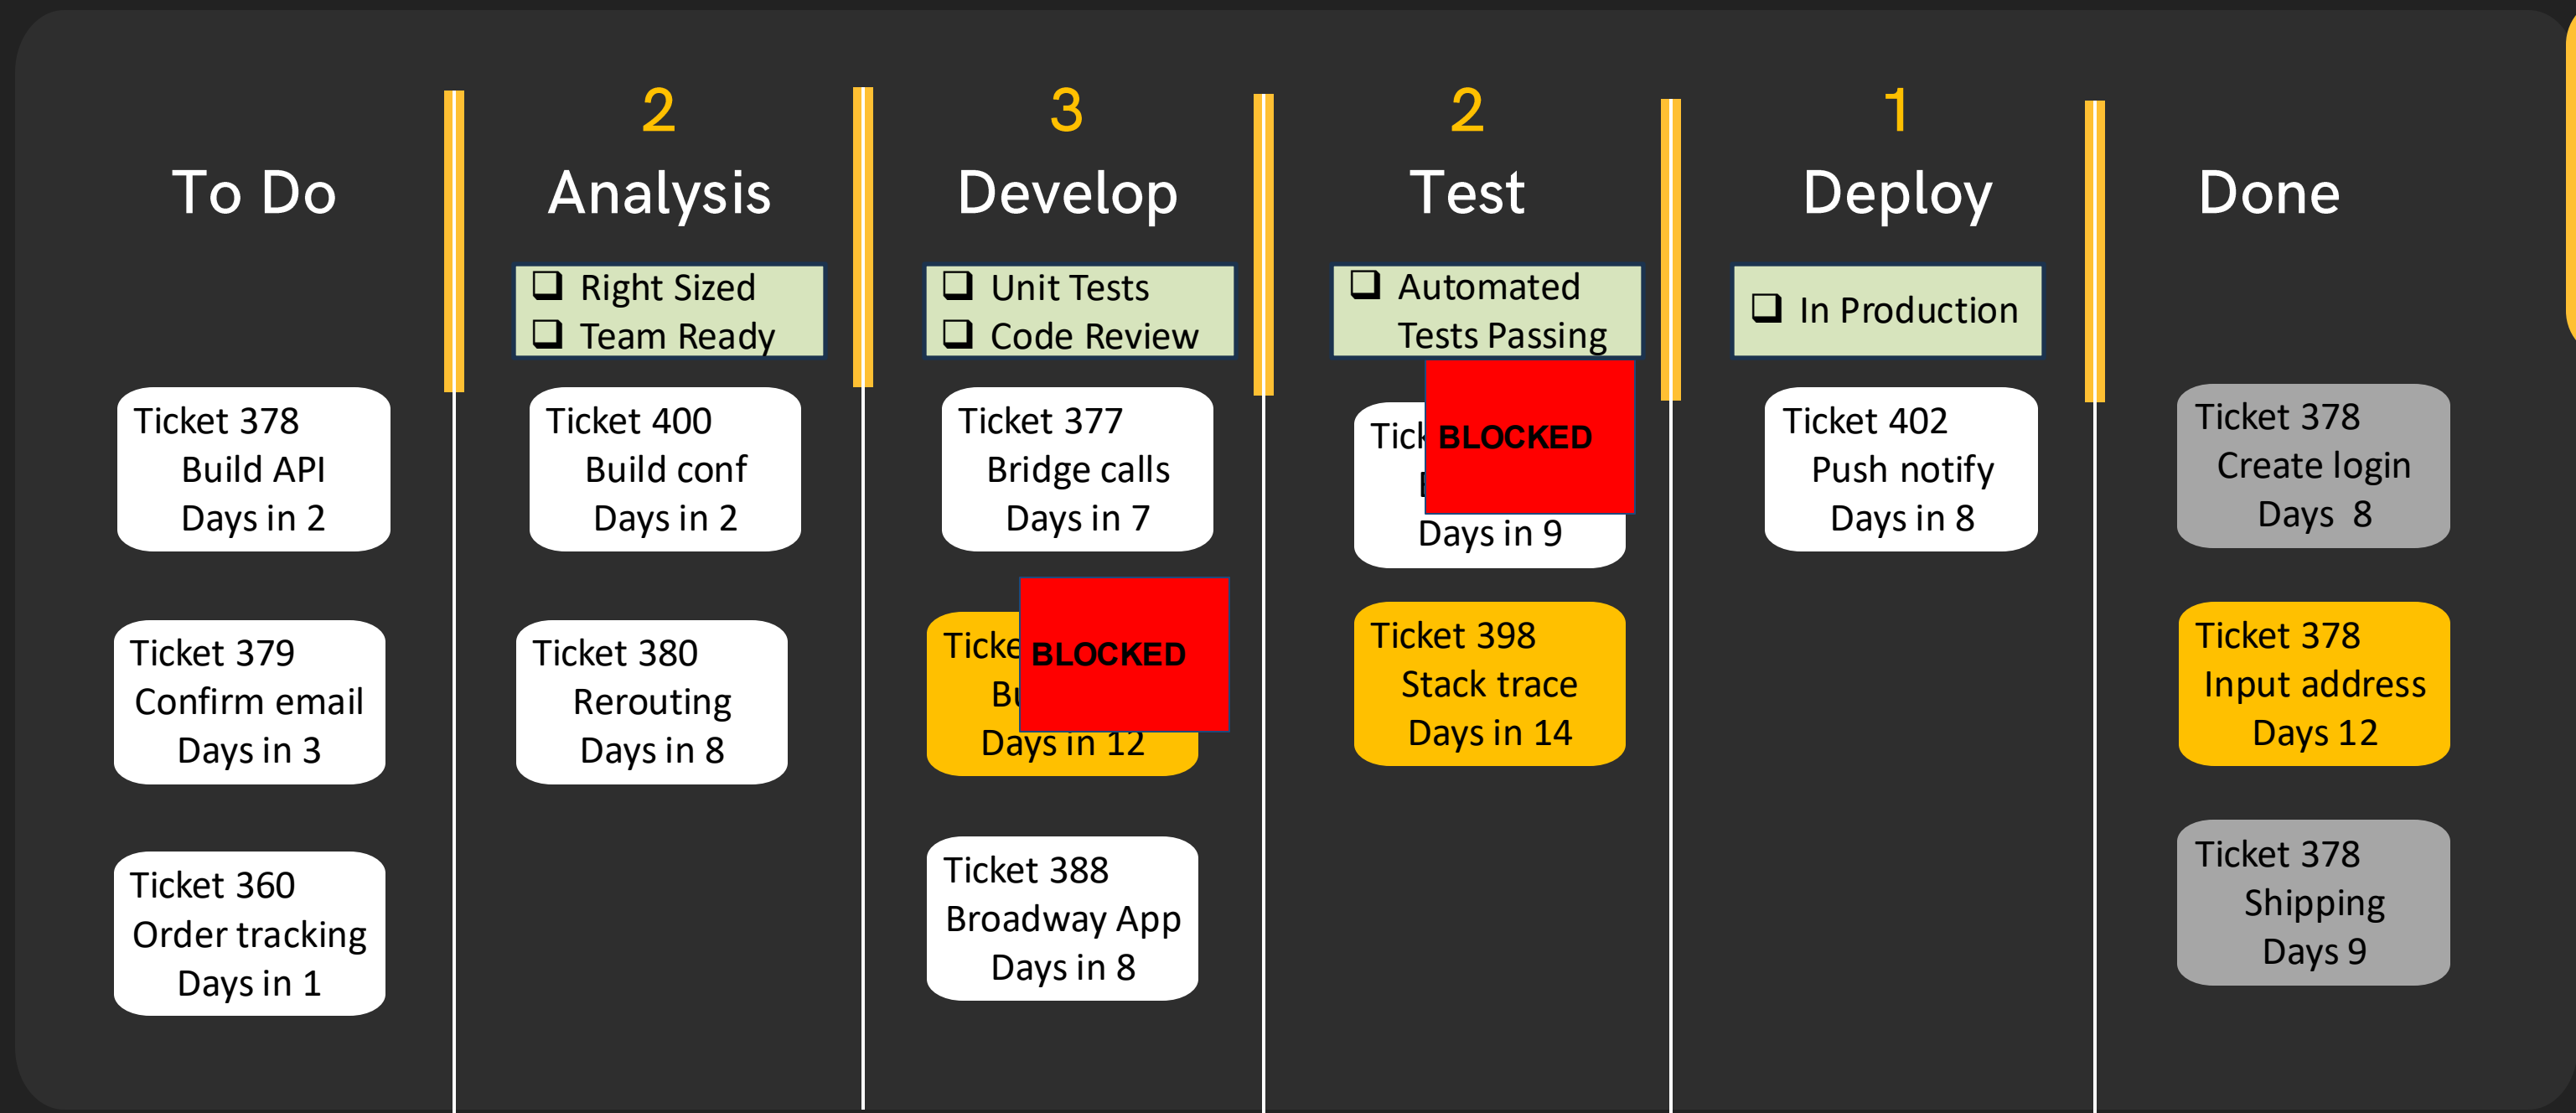 2
3
2
1
To Do
Analysis
Develop
Test
Deploy
Done
Right Sized
Team Ready
Unit Tests
Code Review
Automated
Tests Passing
In Production
Ticket 378
Build API
Days in 2
Ticket 379
Confirm email
Days in 3
Ticket 360
Order tracking
Days in 1
Ticket 400
Build conf
Days in 2
Ticket 380
Rerouting
Days in 8
Ticket 377
Bridge calls
Days in 7
BLOCKED
Days in 12
Ticket 388
Broadway App
Days in 8
BLOCKED
Days in 9
Ticket 398
Stack trace
Days in 14
Ticket 402
Push notify
Days in 8
Ticket 378
Create login
Days 8
Ticket 378
Input address
Days 12
Ticket 378
Shipping
Days 9